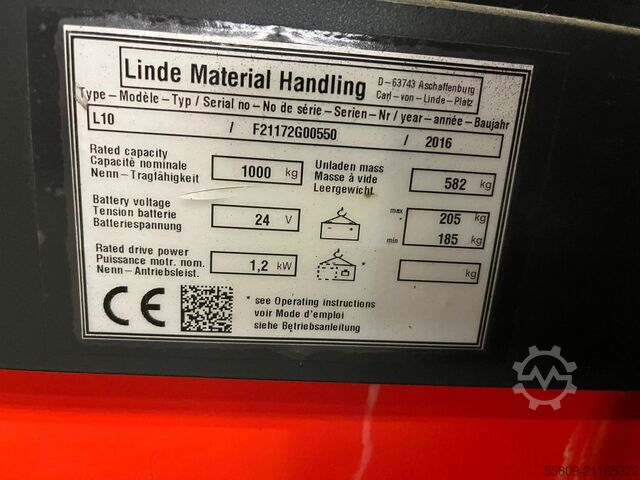 Linde Material Handling D-63743 Aschaffenburg
Carl-von-Linde-Platz
Type-Modèle-Typ / Serial no-No de série-Serien-Nr / year-année-Baujahr
L10 / F21172G00550 / 2016
Rated capacity
Capacité nominale
Nenn-Tragfähigkeit
1000 kg
Unladen mass
Masse à vide
Leergewicht
582 kg
Battery voltage
Tension batterie
Batteriespannung
24 V
max 205 kg
*
min 185 kg
Rated drive power
Puissance motr. nom.
Nenn-Antriebsleist.
1,2 kW
kg
CE
* see Operating instructions
voir Mode d'emploi
siehe Betriebsanleitung
55809-21165872